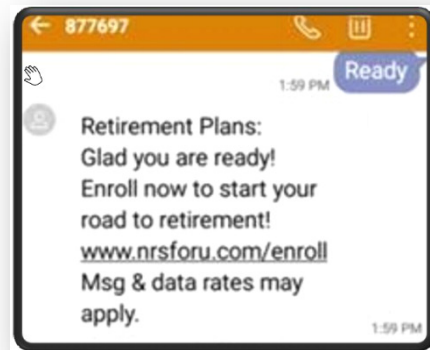 877697
Ready
1:59 PM
Retirement Plans:
Glad you are ready!
Enroll now to start your
road to retirement!
www.nrsforu.com/enroll
Msg & data rates may
apply.
1:59 PM